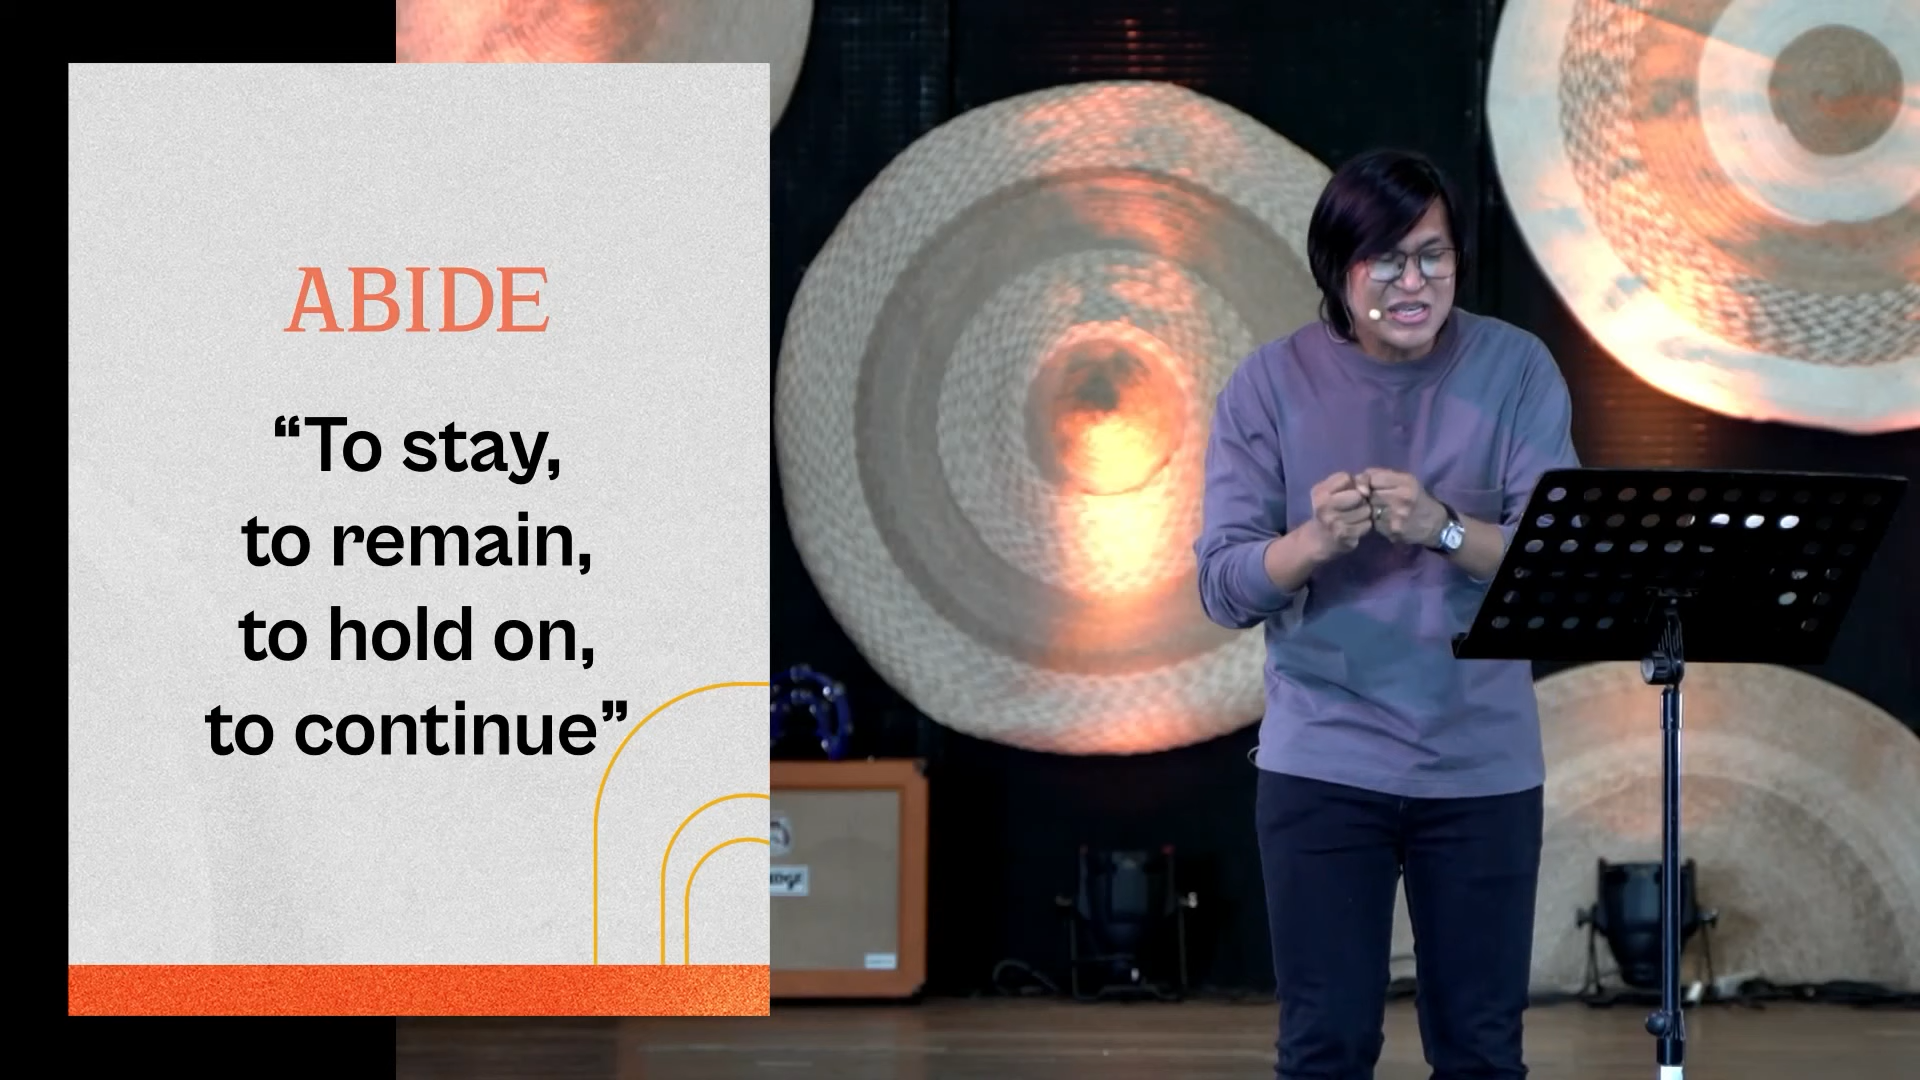 ABIDE
“To stay,
to remain,
to hold on,
to continue”